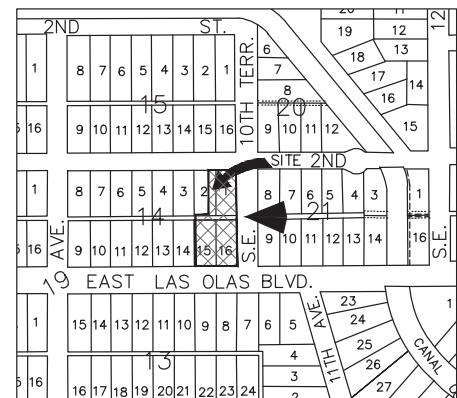 2ND ST.
20 11
19 12
12
18 13
17
16 14
15
6
7
8
1 8 7 6 5 4 3 2 1
15
10TH TERR.
20
16 9 10 11 12 13 14 15 16 9 10 11 12
SITE 2ND
1 8 7 6 5 4 3 2 1 8 7 6 5 4 3 1
14 21
16 9 10 11 12 13 14 15 16 9 10 11 12 13 14 16
AVE.
S.E.
S.E.
19 EAST LAS OLAS BLVD.
1 15 14 13 12 11 10 9 8 7 6 5
13
16 16 17 18 19 20 21 22 23 24
4
3
2
11TH AVE.
23
24
25
26
27
1
CANAL